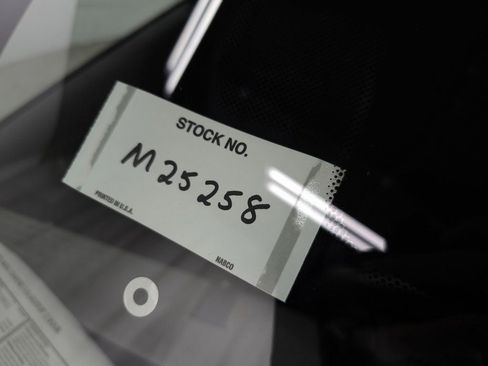 STOCK NO.
M25258
PRINTED IN U.S.A.
NABCO